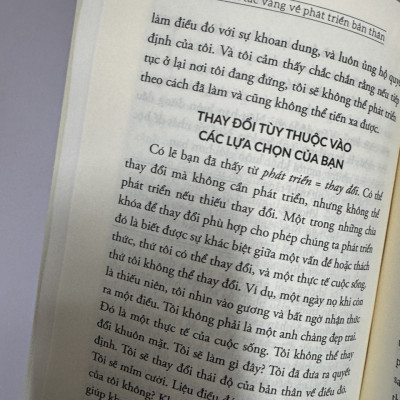 tắc vàng về phát triển bản thân
làm điều đó với sự khoan dung, và luôn ủng hộ quyết
định của tôi. Và tôi cảm thấy chắc chắn rằng nếu tiếp
tục ở lại nơi tôi đang đứng, tôi sẽ không thể phát triển
theo cách đã làm và cũng không thể tiến xa được.
THAY ĐỔI TÙY THUỘC VÀO
CÁC LỰA CHỌN CỦA BẠN
Có lẽ bạn đã thấy từ phát triển = thay đổi. Có thể
thay đổi mà không cần phát triển, nhưng không thể
phát triển nếu thiếu thay đổi. Một trong những chìa
khóa để thay đổi phù hợp cho phép chúng ta phát triển
đó là biết được sự khác biệt giữa một vấn đề hoặc thách
thức, thứ tôi có thể thay đổi, và một thực tế cuộc sống,
thứ tôi không thể thay đổi. Ví dụ, một ngày nọ khi còn
là thiếu niên, tôi nhìn vào gương và bất ngờ nhận thức
ra một điều. Tôi không phải là một anh chàng đẹp trai.
Đó là một thực tế của cuộc sống. Tôi không thể thay
đổi khuôn mặt. Tôi sẽ làm gì đây? Tôi đã đưa ra quyết
định. Tôi sẽ thay đổi thái độ của bản thân về điều đó.
Tôi sẽ mỉm cười. Liệu điều đó
của tôi không? Kh
giúp kh